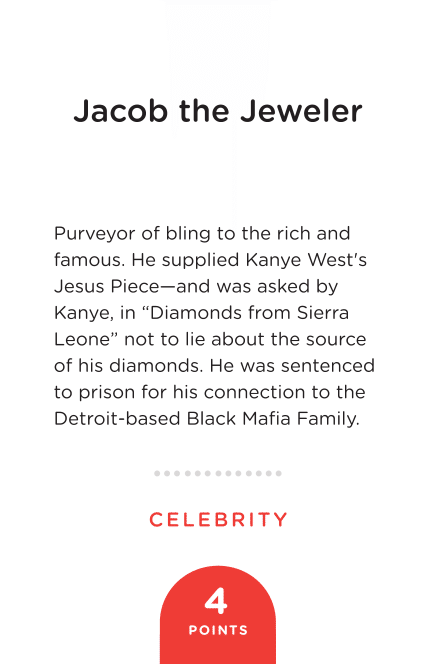 Jacob the Jeweler
Purveyor of bling to the rich and
famous. He supplied Kanye West's
Jesus Piece—and was asked by
Kanye, in “Diamonds from Sierra
Leone” not to lie about the source
of his diamonds. He was sentenced
to prison for his connection to the
Detroit-based Black Mafia Family.
CELEBRITY
4
POINTS